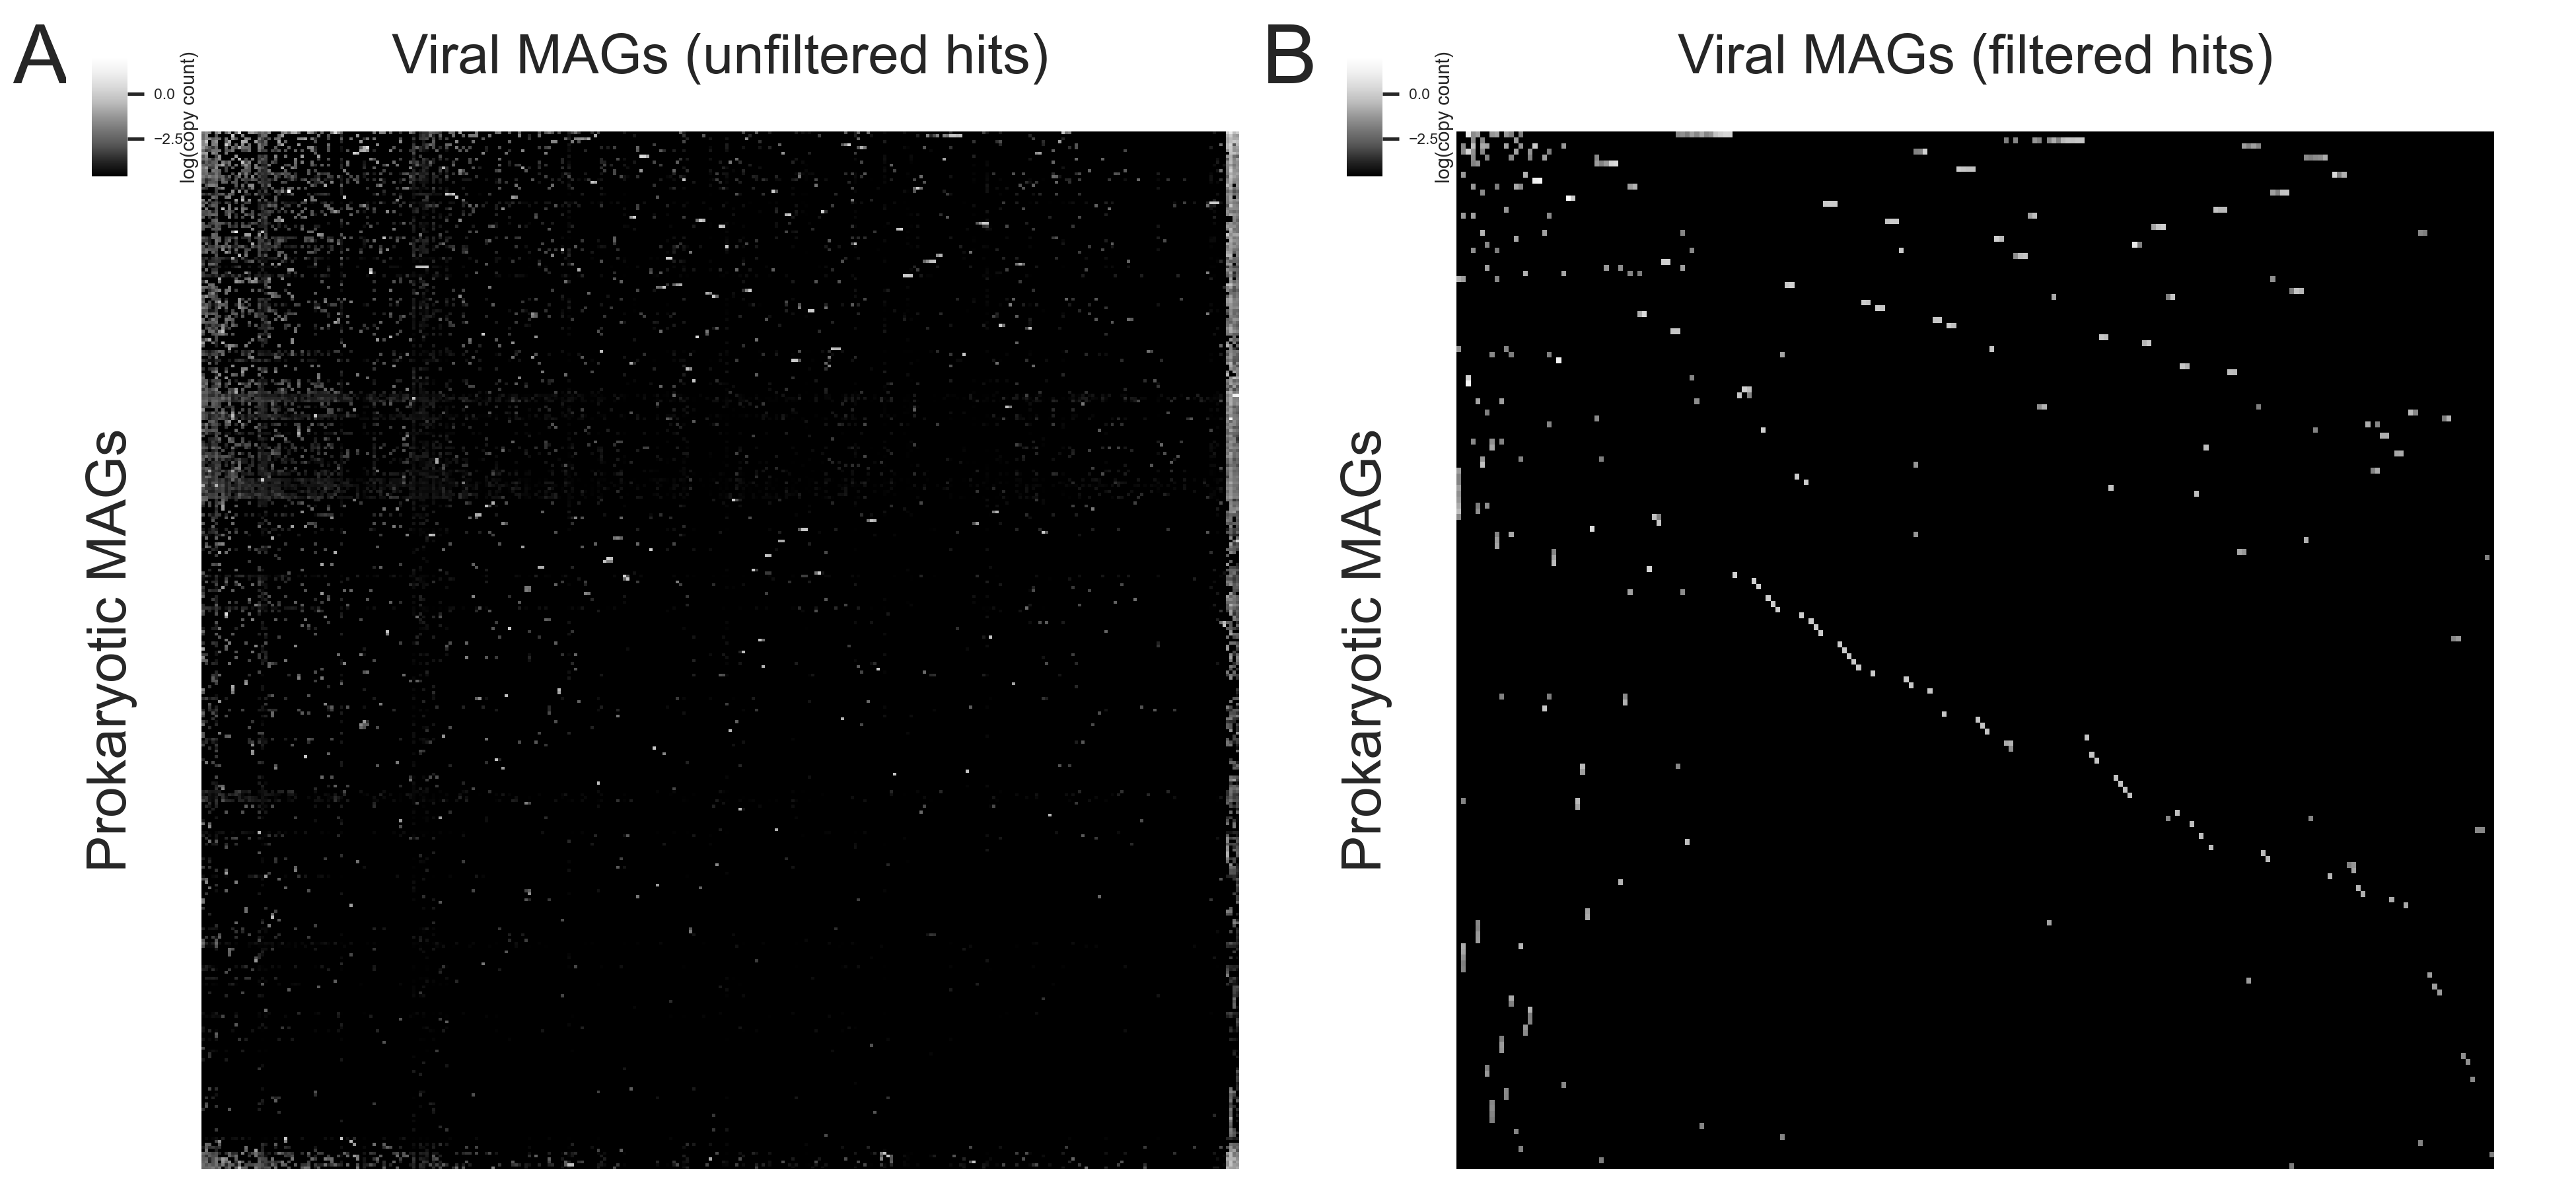 A
Viral MAGs (unfiltered hits)
0.0
−2.5
log(copy count)
Prokaryotic MAGs
B
Viral MAGs (filtered hits)
0.0
−2.5
log(copy count)
Prokaryotic MAGs